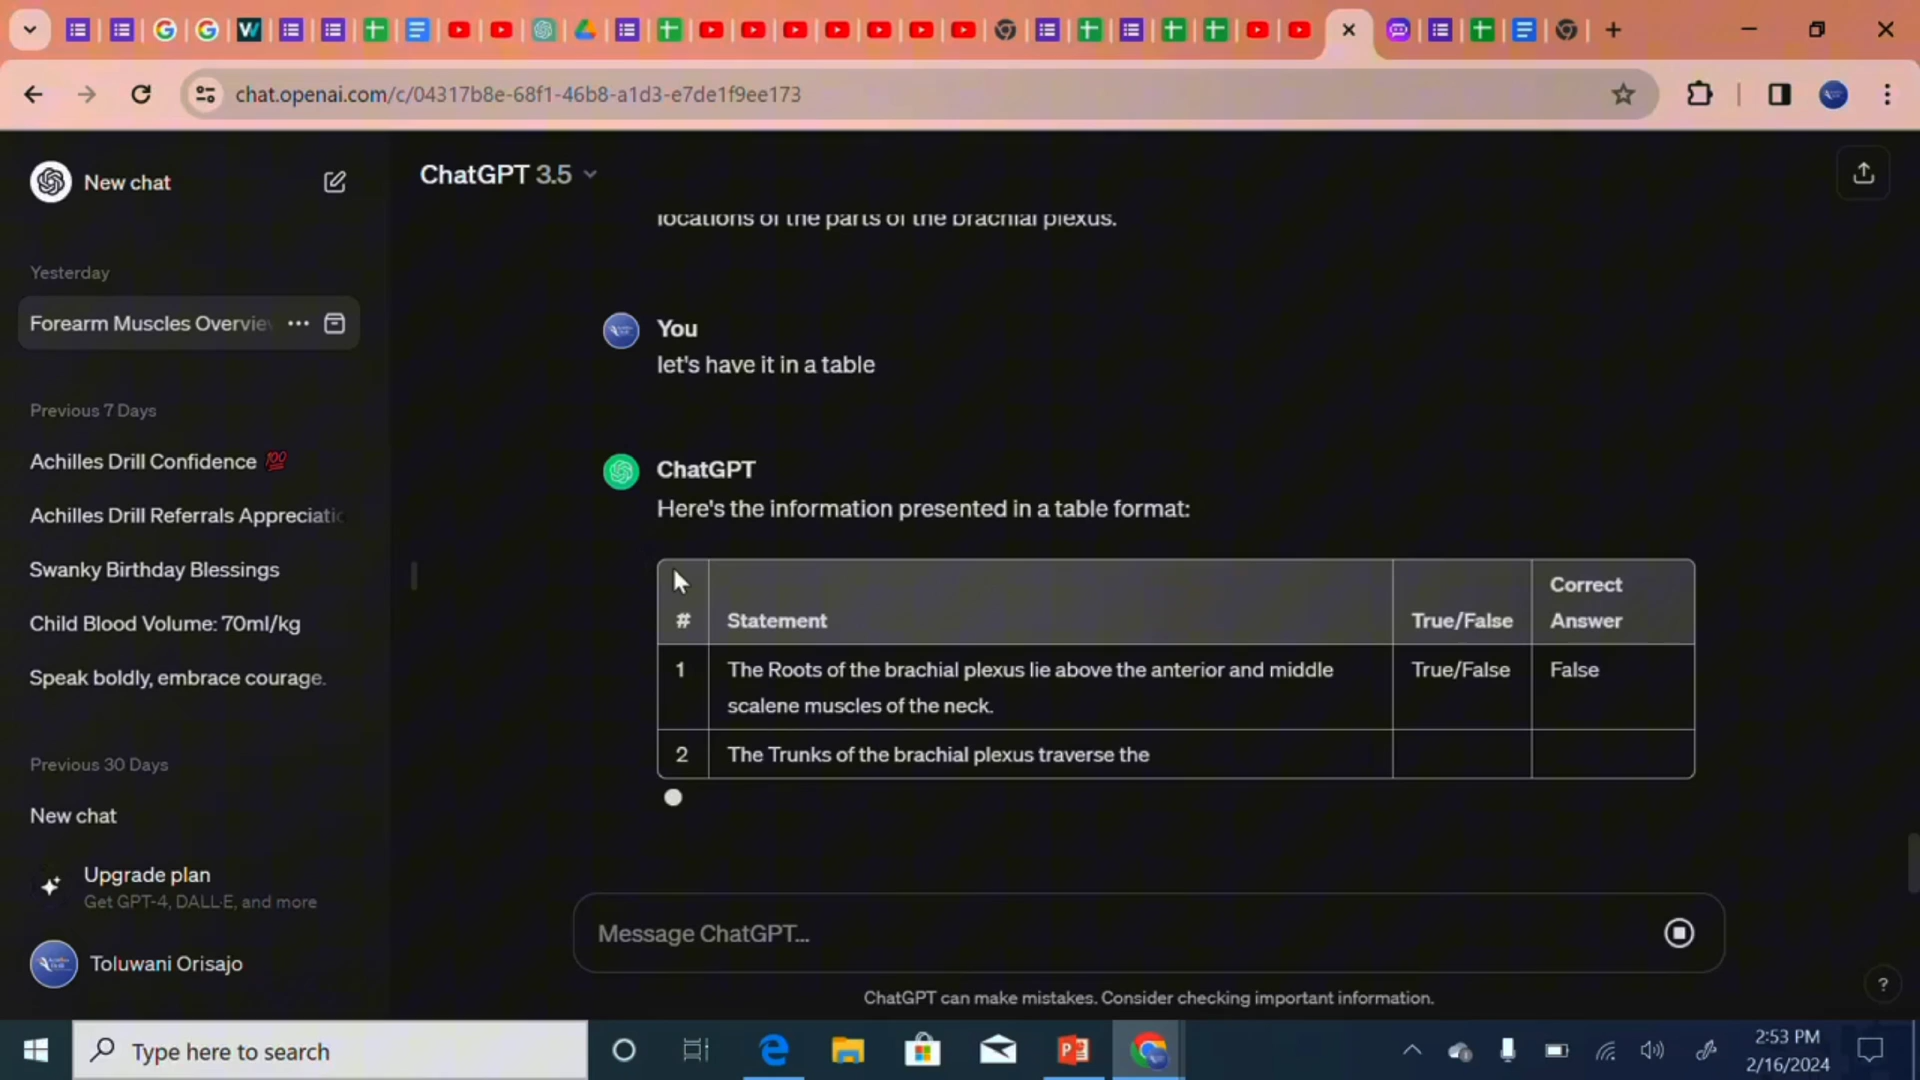 chat.openai.com/c/04317b8e-68f1-46b8-a1d3-e7de1f9ee173
New chat
ChatGPT 3.5
Yesterday
Forearm Muscles Overvie
Previous 7 Days
Achilles Drill Confidence 💯
Achilles Drill Referrals Appreciatio
Swanky Birthday Blessings
Child Blood Volume: 70ml/kg
Speak boldly, embrace courage.
Previous 30 Days
New chat
Upgrade plan
Get GPT-4, DALL·E, and more
Toluwani Orisajo
locations of the parts of the brachial plexus.
You
let's have it in a table
ChatGPT
Here's the information presented in a table format:
# Statement True/False Correct Answer
1 The Roots of the brachial plexus lie above the anterior and middle True/False False
scalene muscles of the neck.
2 The Trunks of the brachial plexus traverse the
Message ChatGPT...
ChatGPT can make mistakes. Consider checking important information.
?
Type here to search
2:53 PM
2/16/2024